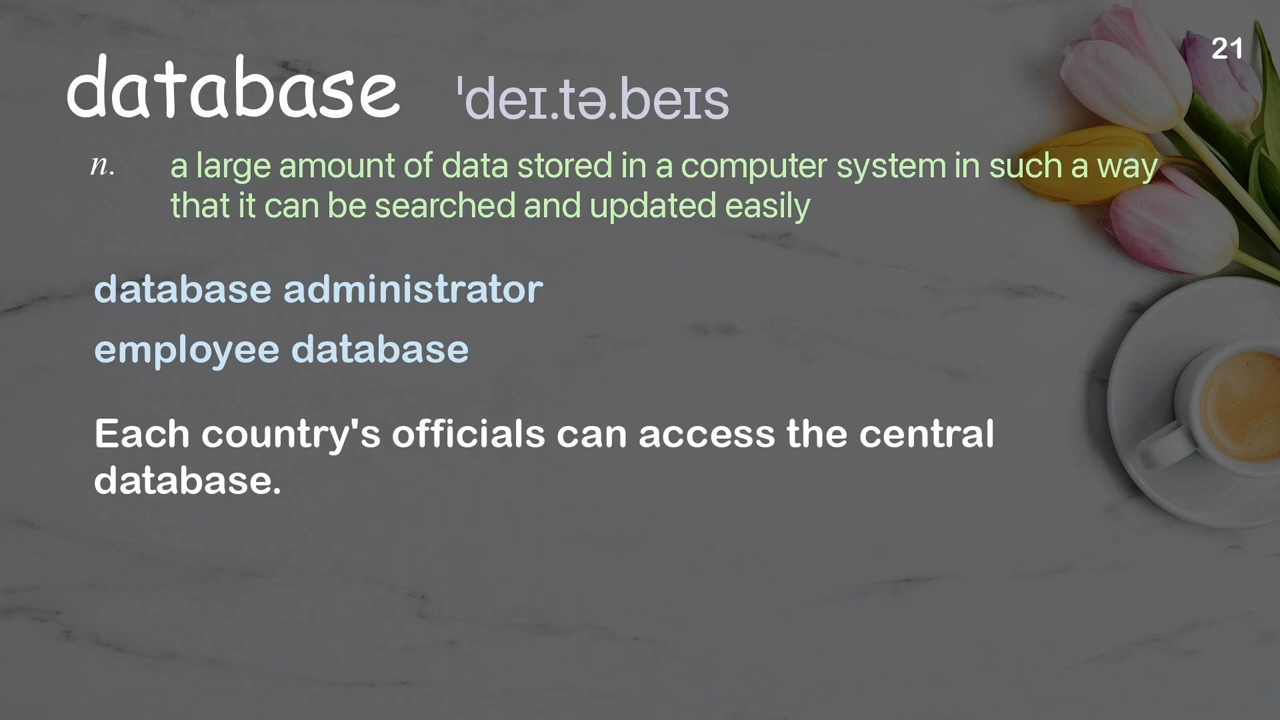 21
database ˈdeɪ.tə.beɪs
n. a large amount of data stored in a computer system in such a way
that it can be searched and updated easily
database administrator
employee database
Each country's officials can access the central
database.